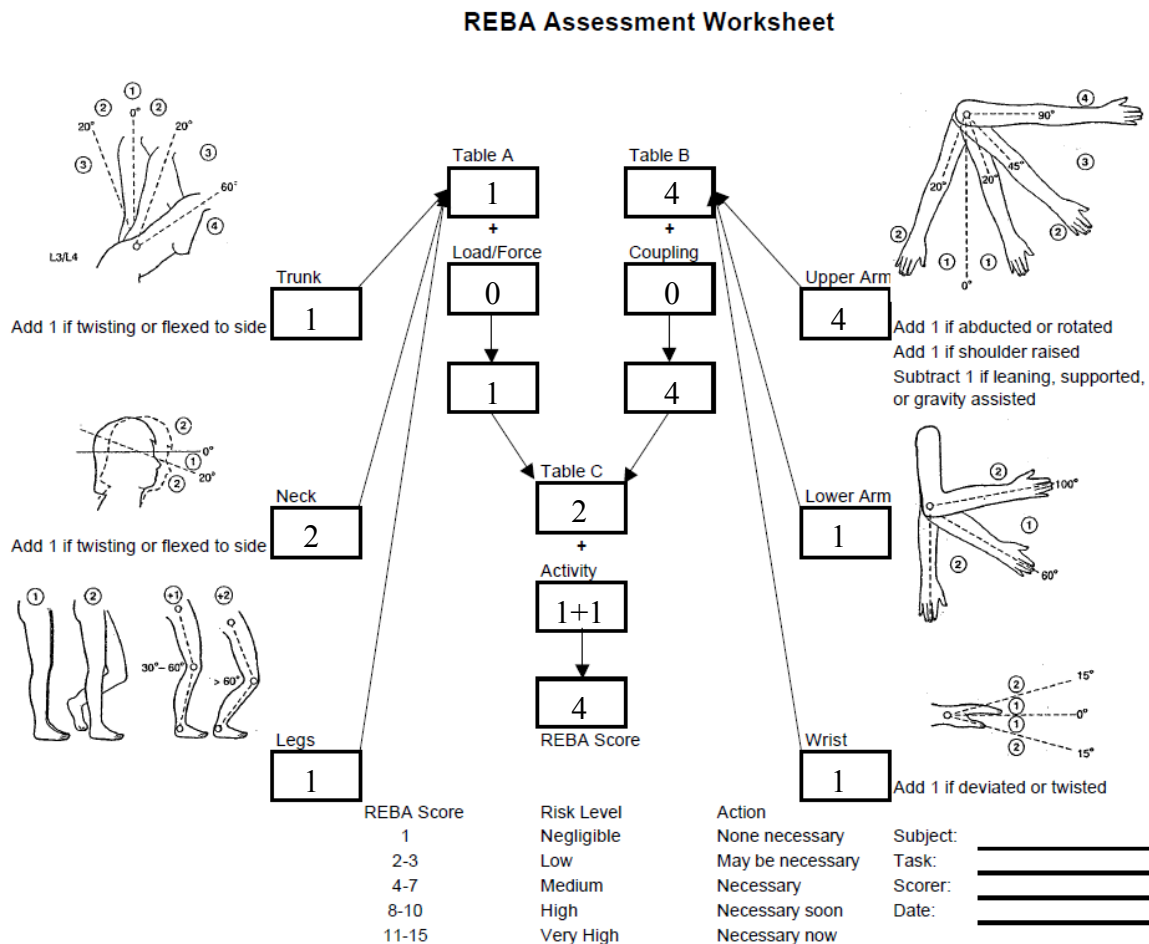 REBA Assessment Worksheet
① ② 0° ② 20° 20° ③ ③ 60° ④
L3/L4
Trunk
1
Add 1 if twisting or flexed to side
② 0° ① 20° ②
Neck
2
Add 1 if twisting or flexed to side
① ② +1 +2
30°– 60° > 60°
Legs
1
Table A
1
+
Load/Force
0
1
Table B
4
+
Coupling
0
4
Table C
2
+
Activity
1+1
4
REBA Score
④ 90° ③ 45° 20° 20° ② ② ① ① 0°
Upper Arm
4
Add 1 if abducted or rotated
Add 1 if shoulder raised
Subtract 1 if leaning, supported,
or gravity assisted
② 100° ① 60° ②
Lower Arm
1
② 15° ① 0° ① ② 15°
Wrist
1
Add 1 if deviated or twisted
REBA Score Risk Level Action
1 Negligible None necessary
2-3 Low May be necessary
4-7 Medium Necessary
8-10 High Necessary soon
11-15 Very High Necessary now
Subject:
Task:
Scorer:
Date: